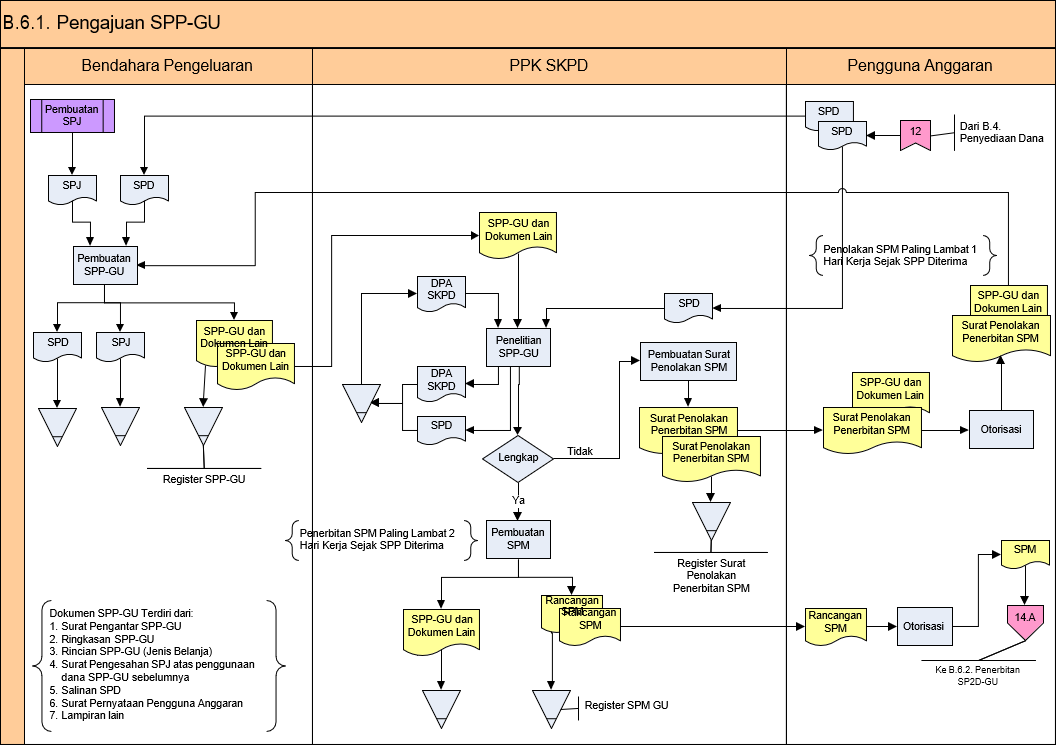 B.6.1. Pengajuan SPP-GU
Bendahara Pengeluaran
PPK SKPD
Pengguna Anggaran
Pembuatan
SPJ
SPJ
SPD
Pembuatan
SPP-GU
SPD
SPJ
SPP-GU dan
Dokumen Lain
SPP-GU dan
Dokumen Lain
Register SPP-GU
Dokumen SPP-GU Terdiri dari:
1. Surat Pengantar SPP-GU
2. Ringkasan SPP-GU
3. Rincian SPP-GU (Jenis Belanja)
4. Surat Pengesahan SPJ atas penggunaan
dana SPP-GU sebelumnya
5. Salinan SPD
6. Surat Pernyataan Pengguna Anggaran
7. Lampiran lain
SPP-GU dan
Dokumen Lain
DPA
SKPD
SPD
Penelitian
SPP-GU
DPA
SKPD
SPD
Lengkap
Tidak
Ya
Pembuatan Surat
Penolakan SPM
Surat Penolakan
Penerbitan SPM
Surat Penolakan
Penerbitan SPM
Register Surat
Penolakan
Penerbitan SPM
Penerbitan SPM Paling Lambat 2
Hari Kerja Sejak SPP Diterima
Pembuatan
SPM
SPP-GU dan
Dokumen Lain
Rancangan
SPM
Rancangan
SPM
Register SPM GU
SPD
SPD
12
Dari B.4.
Penyediaan Dana
Penolakan SPM Paling Lambat 1
Hari Kerja Sejak SPP Diterima
SPP-GU dan
Dokumen Lain
Surat Penolakan
Penerbitan SPM
SPP-GU dan
Dokumen Lain
Surat Penolakan
Penerbitan SPM
Otorisasi
Rancangan
SPM
Otorisasi
SPM
14.A
Ke B.6.2. Penerbitan
SP2D-GU